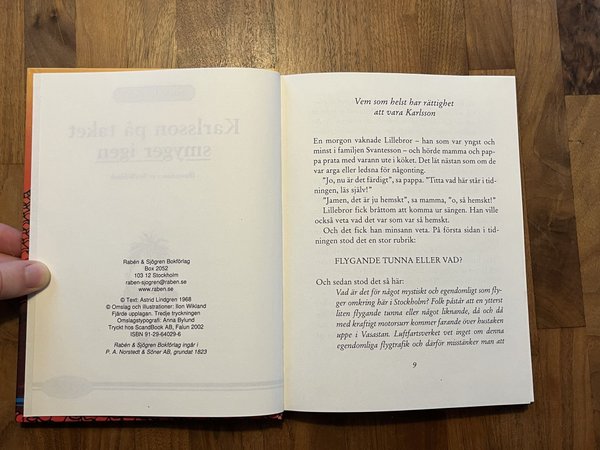 Karlsson på taket
smyger igen
Rabén & Sjögren Bokförlag
Box 2052
103 12 Stockholm
raben-sjogren@raben.se
www.raben.se
© Text: Astrid Lindgren 1968
© Omslag och illustrationer: Ilon Wikland
Fjärde upplagan. Tredje tryckningen
Omslagstypografi: Anna Bylund
Tryckt hos ScandBook AB, Falun 2002
ISBN 91-29-64029-6
Rabén & Sjögren Bokförlag ingår i
P. A. Norstedt & Söner AB, grundat 1823
Vem som helst har rättighet
att vara Karlsson
En morgon vaknade Lillebror – han som var yngst och
minst i familjen Svantesson – och hörde mamma och pap-
pa prata med varann ute i köket. Det lät nästan som om de
var arga eller ledsna för någonting.
"Jo, nu är det färdigt", sa pappa. "Titta vad här står i tid-
ningen, läs själv!"
"Jamen, det är ju hemskt", sa mamma, "o, så hemskt!"
Lillebror fick bråttom att komma ur sängen. Han ville
också veta vad det var som var så hemskt.
Och det fick han minsann veta. På första sidan i tid-
ningen stod det en stor rubrik:
FLYGANDE TUNNA ELLER VAD?
Och sedan stod det så här:
Vad är det för något mystiskt och egendomligt som fly-
ger omkring här i Stockholm? Folk påstår att en ytterst
liten flygande tunna eller något liknande, då och då
med kraftigt motorsurr kommer farande över hustaken
uppe i Vasastan. Luftfartsverket vet inget om denna
egendomliga flygtrafik och därför misstänker man att
9